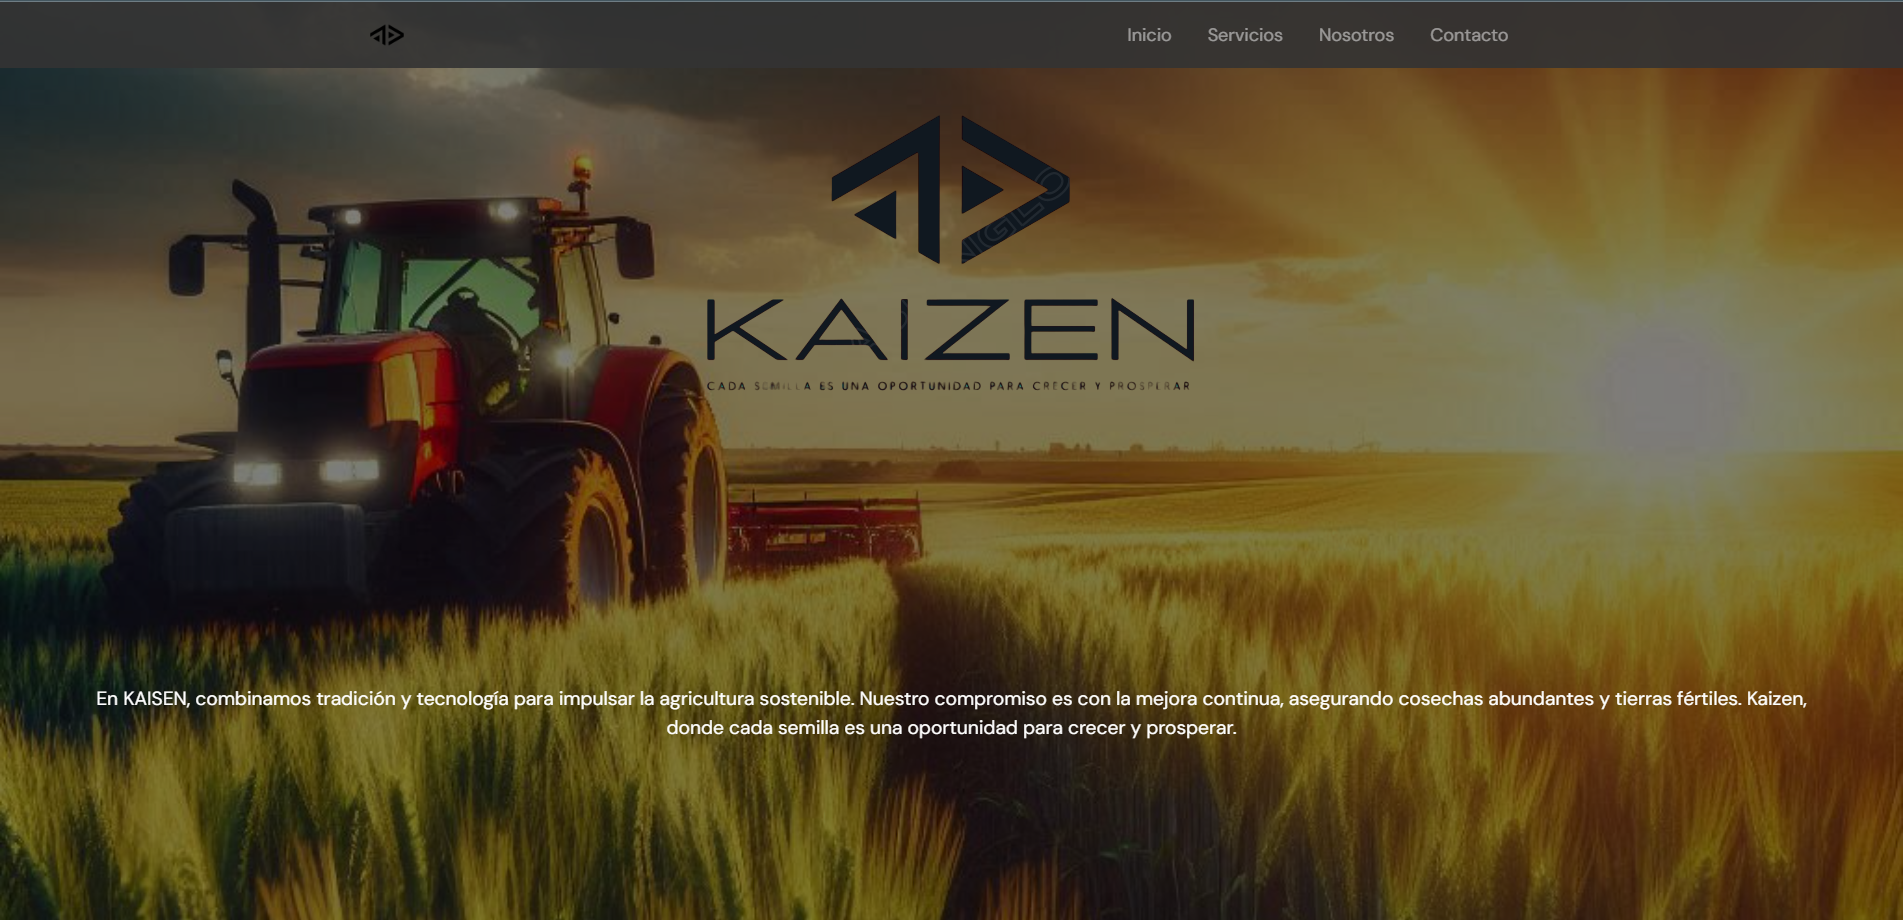 Inicio Servicios Nosotros Contacto
KAIZEN
CADA SEMILLA ES UNA OPORTUNIDAD PARA CRECER Y PROSPERAR
En KAISEN, combinamos tradición y tecnología para impulsar la agricultura sostenible. Nuestro compromiso es con la mejora continua, asegurando cosechas abundantes y tierras fértiles. Kaizen,
donde cada semilla es una oportunidad para crecer y prosperar.